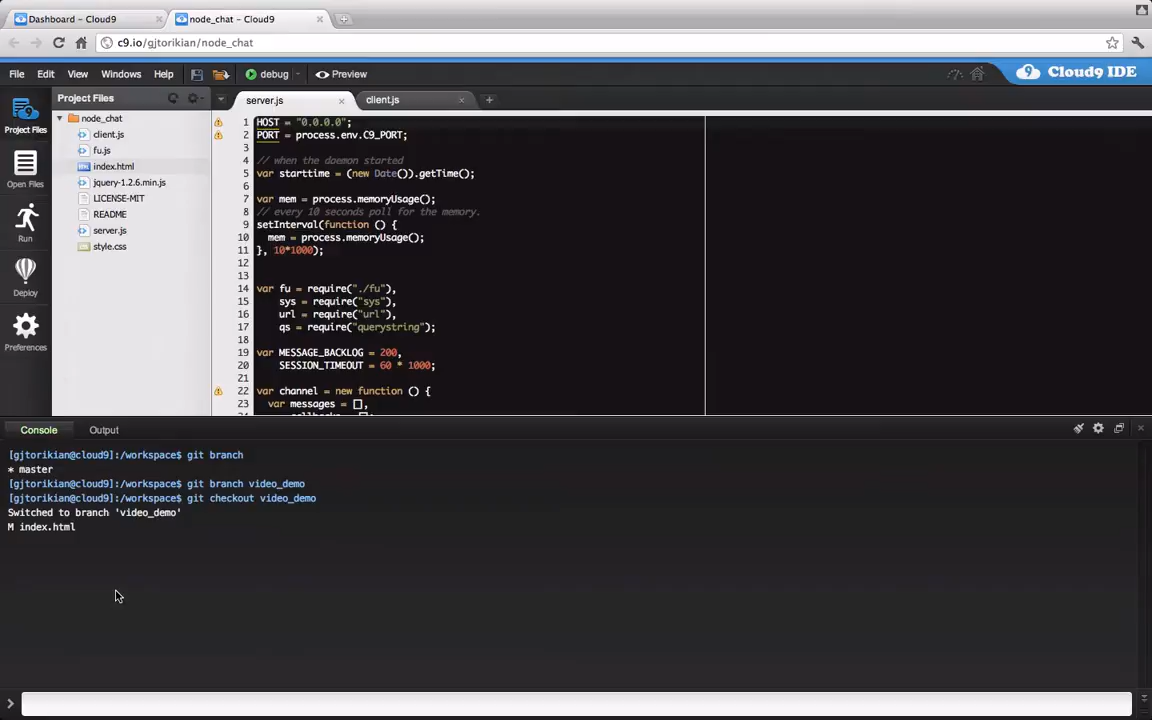 Dashboard – Cloud9
node_chat – Cloud9
c9.io/gjtorikian/node_chat
File Edit View Windows Help debug Preview
Cloud9 IDE
Project Files
Open Files
Run
Deploy
Preferences
Project Files
node_chat
client.js
fu.js
index.html
jquery-1.2.6.min.js
LICENSE-MIT
README
server.js
style.css
server.js client.js
1 HOST = "0.0.0.0";
2 PORT = process.env.C9_PORT;
3
4 // when the daemon started
5 var starttime = (new Date()).getTime();
6
7 var mem = process.memoryUsage();
8 // every 10 seconds poll for the memory.
9 setInterval(function () {
10 mem = process.memoryUsage();
11 }, 10*1000);
12
13
14 var fu = require("./fu"),
15 sys = require("sys"),
16 url = require("url"),
17 qs = require("querystring");
18
19 var MESSAGE_BACKLOG = 200,
20 SESSION_TIMEOUT = 60 * 1000;
21
22 var channel = new function () {
23 var messages = [],
Console Output
[gjtorikian@cloud9]:/workspace$ git branch
* master
[gjtorikian@cloud9]:/workspace$ git branch video_demo
[gjtorikian@cloud9]:/workspace$ git checkout video_demo
Switched to branch 'video_demo'
M index.html
>